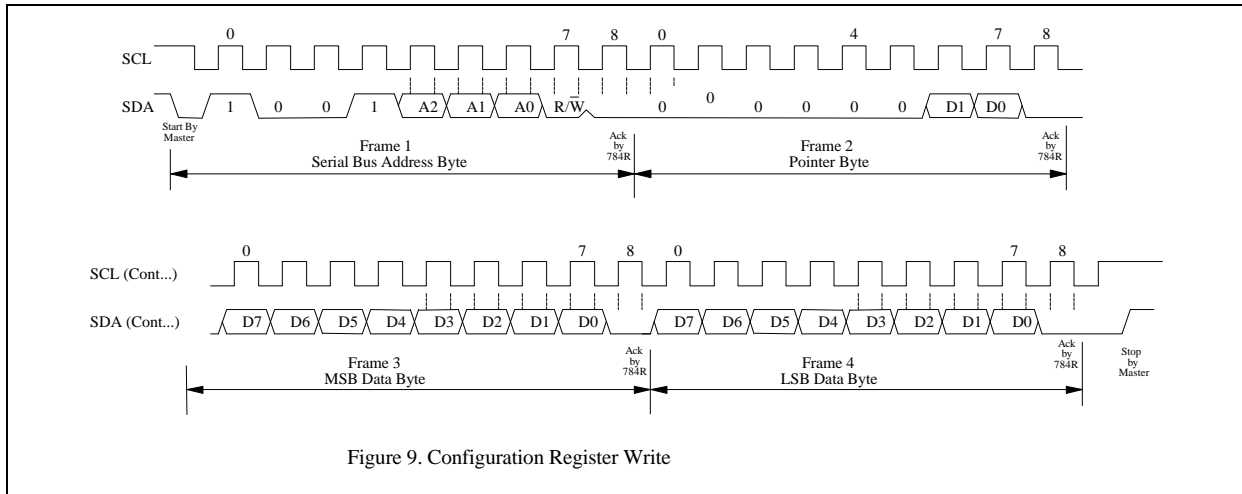 0 7 8 0 4 7 8
SCL
SDA
1 0 0 1 A2 A1 A0 R/W̅ 0 0 0 0 0 0 D1 D0
Start By
Master
Frame 1
Serial Bus Address Byte
Ack
by
784R
Frame 2
Pointer Byte
Ack
by
784R
0 7 8 0 7 8
SCL (Cont...)
SDA (Cont...)
D7 D6 D5 D4 D3 D2 D1 D0 D7 D6 D5 D4 D3 D2 D1 D0
Frame 3
MSB Data Byte
Ack
by
784R
Frame 4
LSB Data Byte
Ack
by
784R
Stop
by
Master
Figure 9. Configuration Register Write